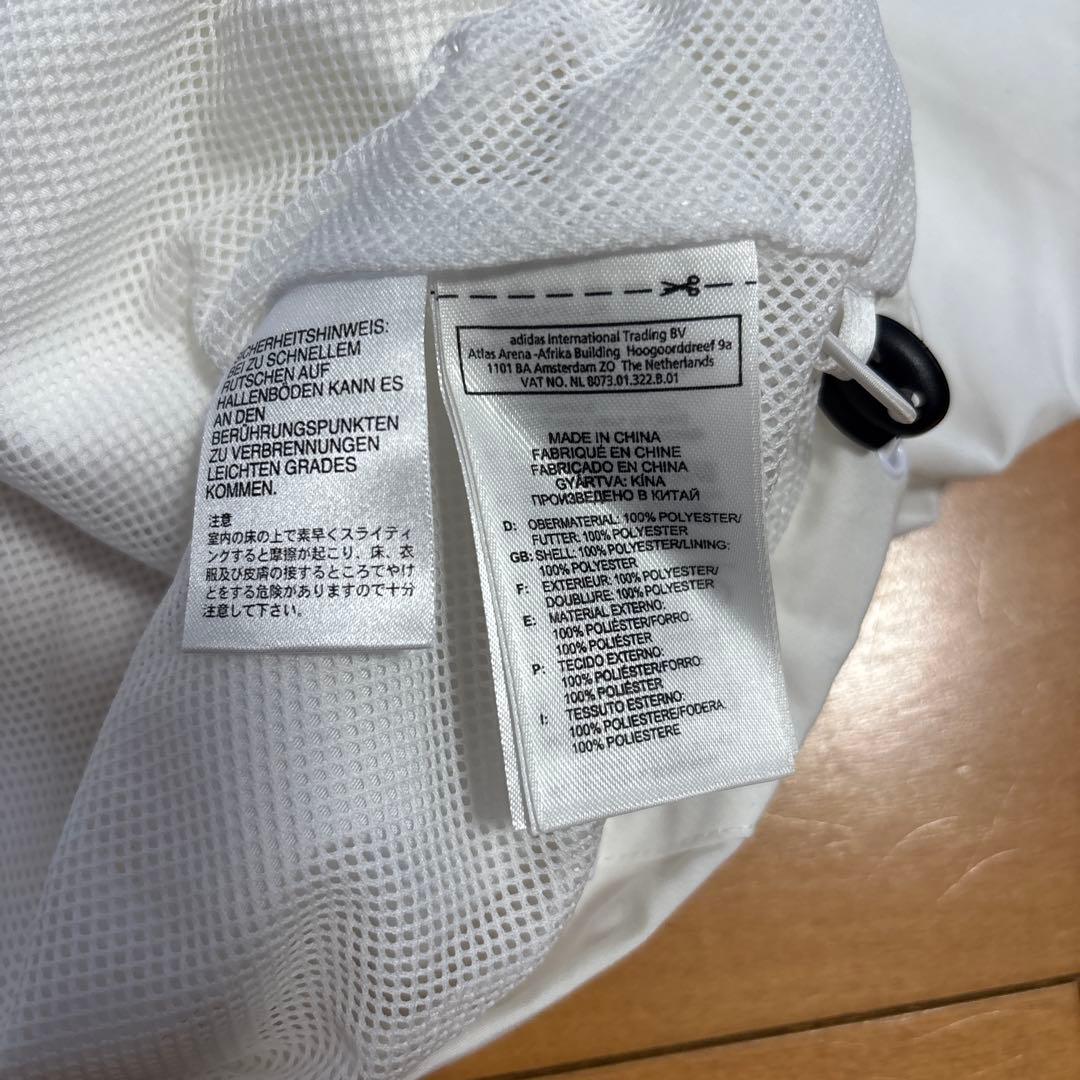 SICHERHEITSHINWEIS:
BEI ZU SCHNELLEM
RUTSCHEN AUF
HALLENBÖDEN KANN ES
AN DEN
BERÜHRUNGSPUNKTEN
ZU VERBRENNUNGEN
LEICHTEN GRADES
KOMMEN.
注意
室内の床の上で素早くスライディ
ングすると摩擦が起こり、床、衣
服及び皮膚の接するところでやけ
とをする危険がありますので十分
注意して下さい。
adidas International Trading BV
Atlas Arena -Afrika Building Hoogoorddreef 9a
1101 BA Amsterdam ZO The Netherlands
VAT NO. NL 8073.01.322.B.01
MADE IN CHINA
FABRIQUÉ EN CHINE
FABRICADO EN CHINA
GYÁRTVA: KÍNA
ПРОИЗВЕДЕНО В КИТАЙ
D: OBERMATERIAL: 100% POLYESTER/
FUTTER: 100% POLYESTER
GB: SHELL: 100% POLYESTER/LINING:
100% POLYESTER
F: EXTERIEUR: 100% POLYESTER/
DOUBLURE: 100% POLYESTER
E: MATERIAL EXTERNO:
100% POLIÉSTER/FORRO:
100% POLIÉSTER
P: TECIDO EXTERNO:
100% POLIÉSTER/FORRO:
100% POLIÉSTER
I: TESSUTO ESTERNO:
100% POLIESTERE/FODERA:
100% POLIESTERE